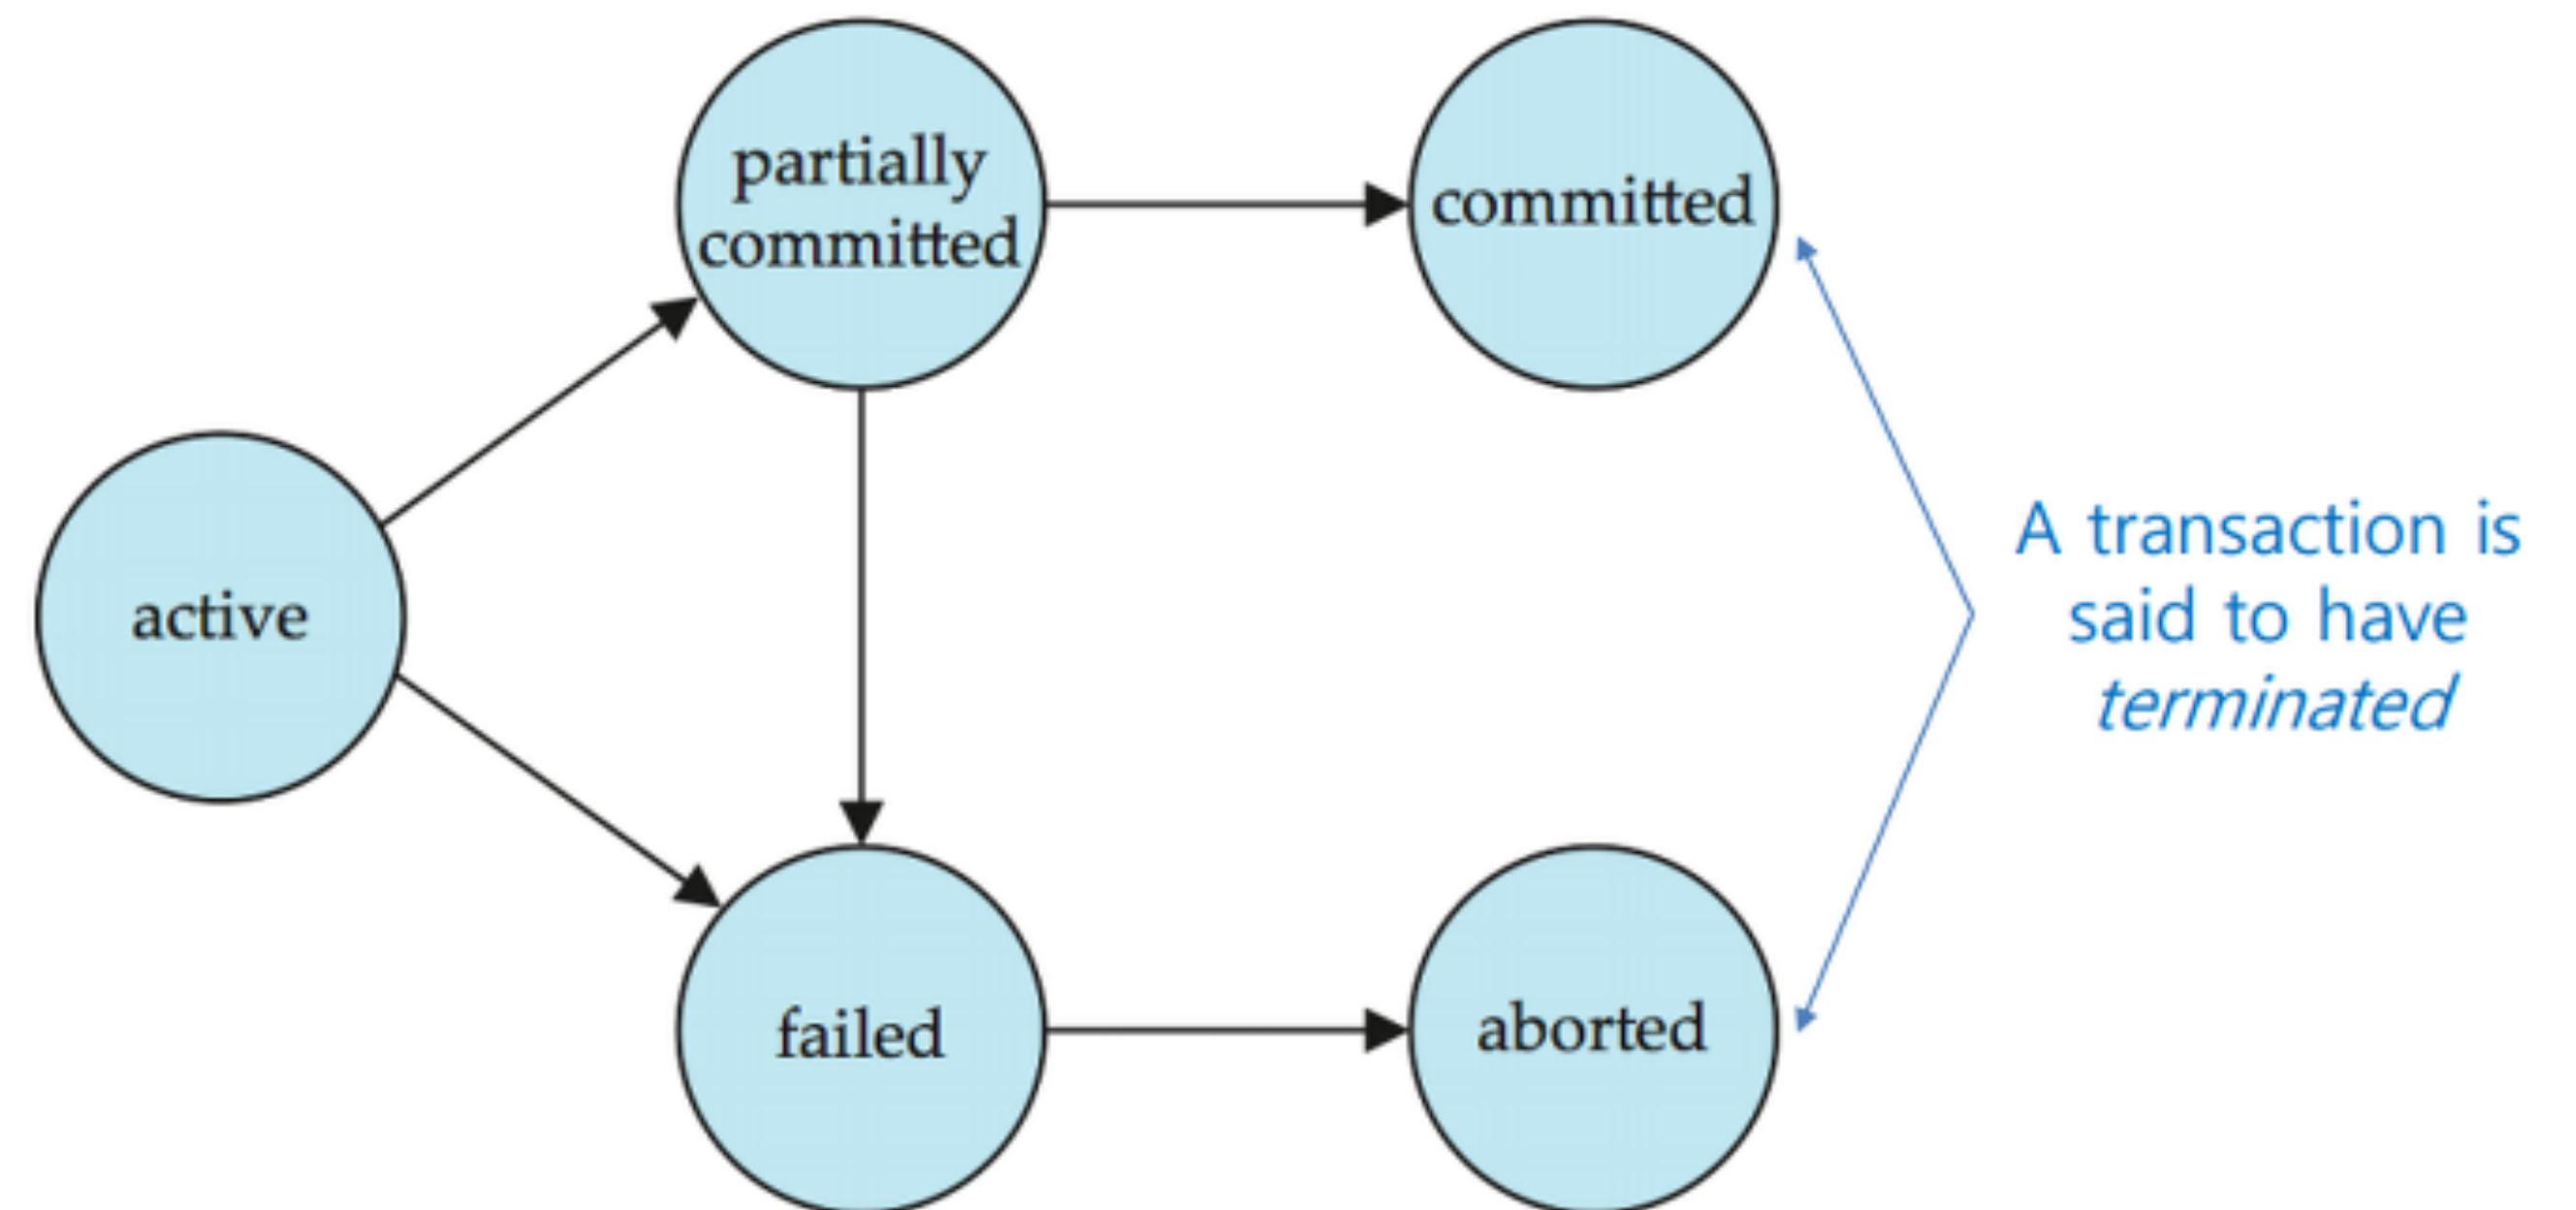 partially
committed
committed
active
A transaction is
said to have
terminated
failed
aborted